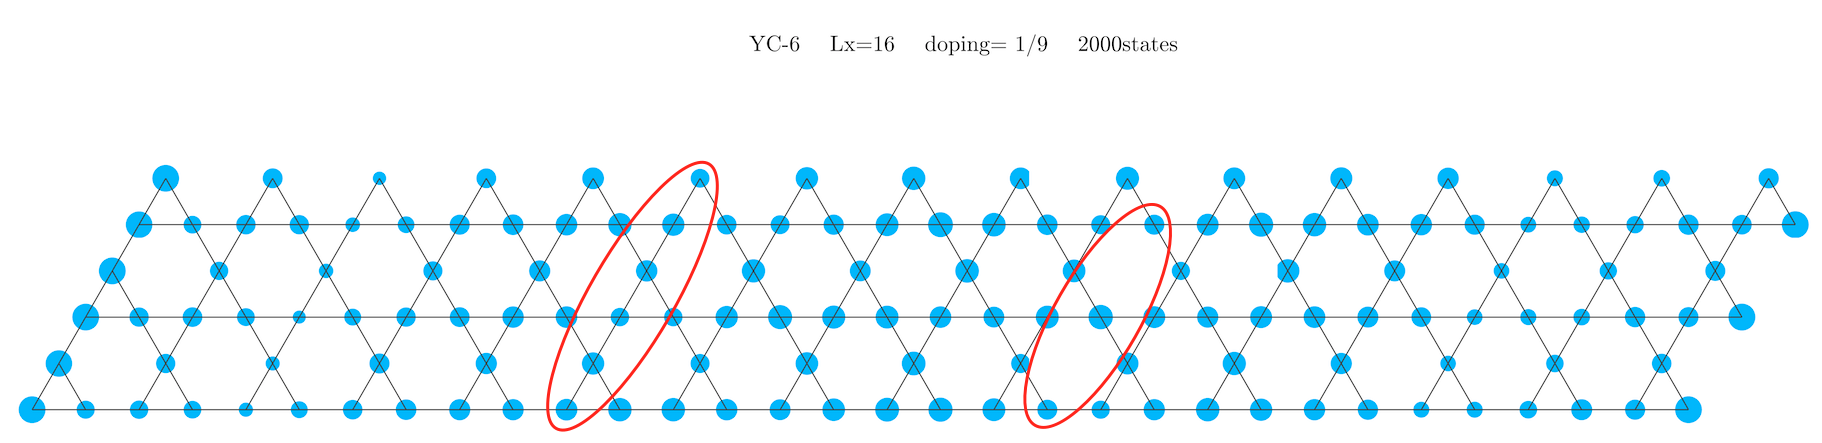 YC-6 Lx=16 doping= 1/9 2000states